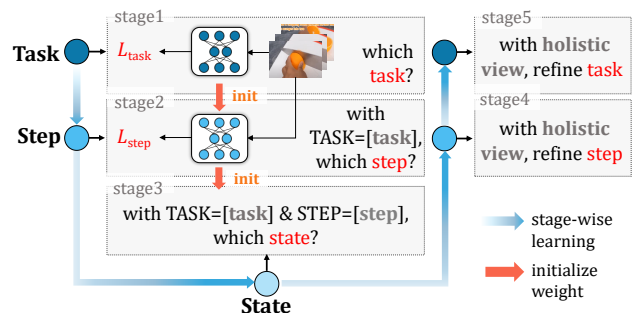 stage1
Task
L_task
which
task?
init
stage2
Step
L_step
with
TASK=[task],
which step?
init
stage3
with TASK=[task] & STEP=[step],
which state?
State
stage5
with holistic
view, refine task
stage4
with holistic
view, refine step
stage-wise
learning
initialize
weight